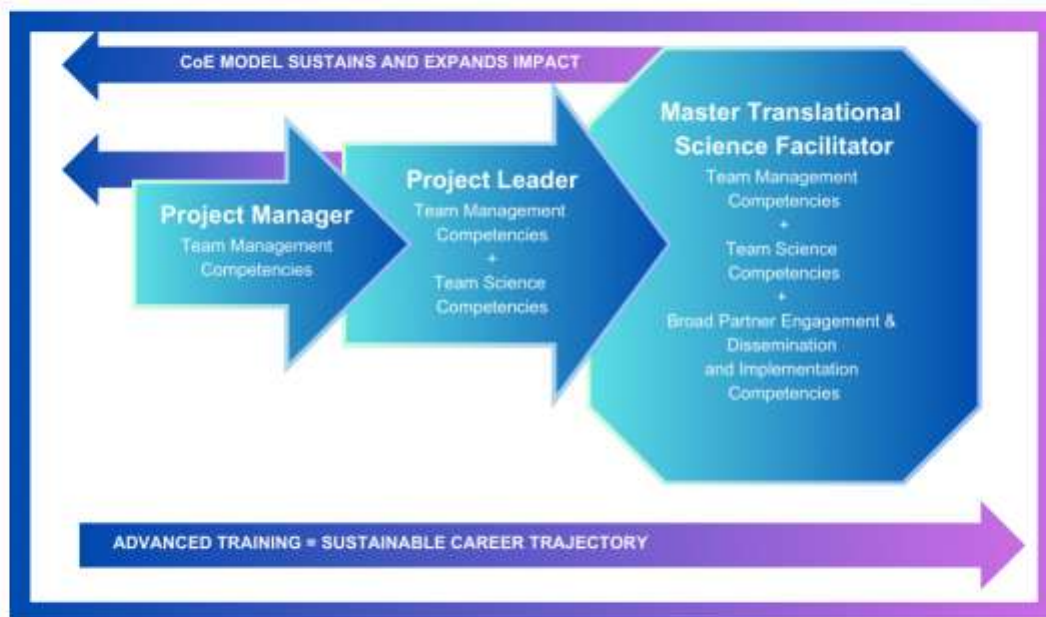 CoE MODEL SUSTAINS AND EXPANDS IMPACT
Project Manager
Team Management
Competencies
Project Leader
Team Management
Competencies
+
Team Science
Competencies
Master Translational
Science Facilitator
Team Management
Competencies
+
Team Science
Competencies
+
Broad Partner Engagement &
Dissemination
and Implementation
Competencies
ADVANCED TRAINING = SUSTAINABLE CAREER TRAJECTORY